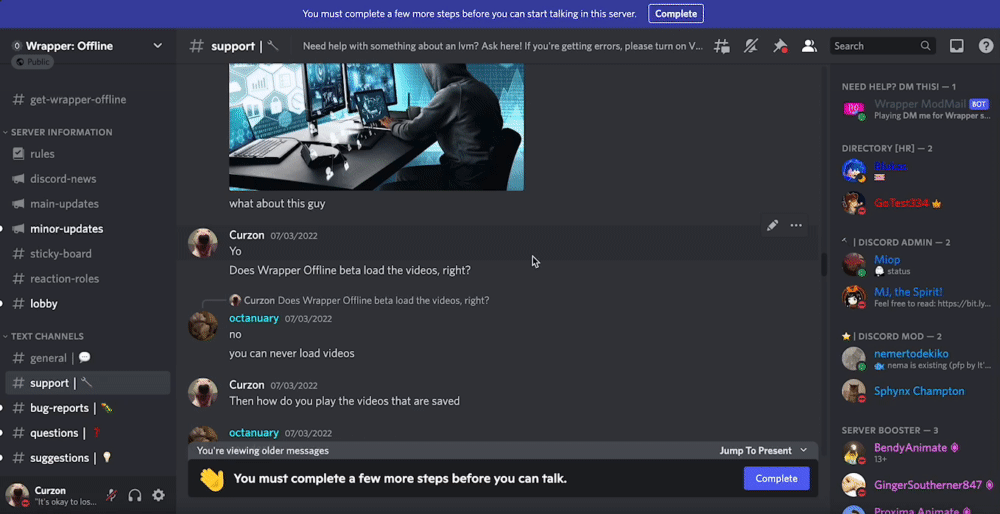 You must complete a few more steps before you can start talking in this server. Complete
Wrapper: Offline
Public
get-wrapper-offline
SERVER INFORMATION
rules
discord-news
main-updates
minor-updates
sticky-board
reaction-roles
lobby
TEXT CHANNELS
general |
support |
bug-reports |
questions |
suggestions |
Curzon
"It's okay to los...
support |
Need help with something about an lvm? Ask here! If you're getting errors, please turn on V...
Search
what about this guy
Curzon 07/03/2022
Yo
Does Wrapper Offline beta load the videos, right?
Curzon Does Wrapper Offline beta load the videos, right?
octanuary 07/03/2022
no
you can never load videos
Curzon 07/03/2022
Then how do you play the videos that are saved
octanuary 07/03/2022
You're viewing older messages
Jump To Present
You must complete a few more steps before you can talk.
Complete
NEED HELP? DM THIS! — 1
Wrapper ModMail BOT
Playing DM me for Wrapper s...
DIRECTORY [HR] — 2
GoTest334
| DISCORD ADMIN — 2
Miop
status
MJ, the Spirit!
Feel free to read: https://bit.ly...
| DISCORD MOD — 2
nemertodekiko
nema is existing (pfp by It'...
Sphynx Champton
SERVER BOOSTER — 3
BendyAnimate
13+
GingerSoutherner847
Proxima Animate